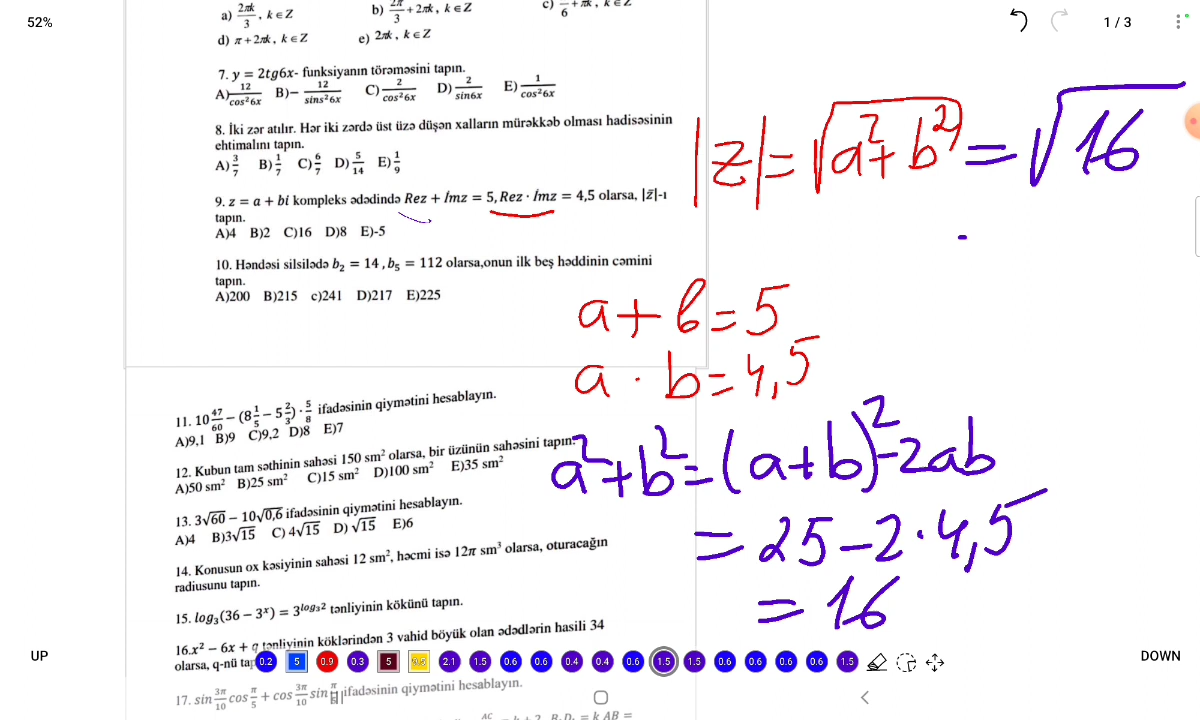 52%
1 / 3
a) 2πk/3 , k∈Z b) 2π/3 + 2πk, k∈Z c) /6 + πk, k∈Z
d) π + 2πk, k∈Z e) 2πk, k∈Z
7. y = 2tg6x- funksiyanın törəməsini tapın.
A) 12/cos²6x B)− 12/sins²6x C) 2/cos²6x D) 2/sin6x E) 1/cos²6x
8. İki zər atılır. Hər iki zərdə üst üzə düşən xalların mürəkkəb olması hadisəsinin
ehtimalını tapın.
A) 3/7 B) 1/7 C) 6/7 D) 5/14 E) 1/9
9. z = a + bi kompleks ədədində Rez + İmz = 5, Rez · İmz = 4,5 olarsa, |z̄|-ı
tapın.
A)4 B)2 C)16 D)8 E)-5
10. Həndəsi silsilədə b₂ = 14 , b₅ = 112 olarsa,onun ilk beş həddinin cəmini
tapın.
A)200 B)215 c)241 D)217 E)225
|z| = √(a² + b²) = √16
a + b = 5
a · b = 4,5
a² + b² = (a+b)² − 2ab
= 25 − 2 · 4,5
= 16
11. 10 47/60 − (8 1/5 − 5 2/3) · 5/8 ifadəsinin qiymətini hesablayın.
A)9,1 B)9 C)9,2 D)8 E)7
12. Kubun tam səthinin sahəsi 150 sm² olarsa, bir üzünün sahəsini tapın.
A)50 sm² B)25 sm² C)15 sm² D)100 sm² E)35 sm²
13. 3√60 − 10√0,6 ifadəsinin qiymətini hesablayın.
A)4 B)3√15 C) 4√15 D) √15 E)6
14. Konusun ox kəsiyinin sahəsi 12 sm², həcmi isə 12π sm³ olarsa, oturacağın
radiusunu tapın.
15. log₃(36 − 3ˣ) = 3^log₃2 tənliyinin kökünü tapın.
16.x² − 6x + q tənliyinin köklərindən 3 vahid böyük olan ədədlərin hasili 34
olarsa, q-nü tap
0.2 5 0.9 0.3 5 9.5 2.1 1.5 0.6 0.6 0.4 0.4 0.6 1.5 1.5 0.6 0.6 0.6 0.6 1.5
UP
DOWN
17. sin 3π/10 cos π/5 + cos 3π/10 sin π/ ifadəsinin qiymətini hesablayın.